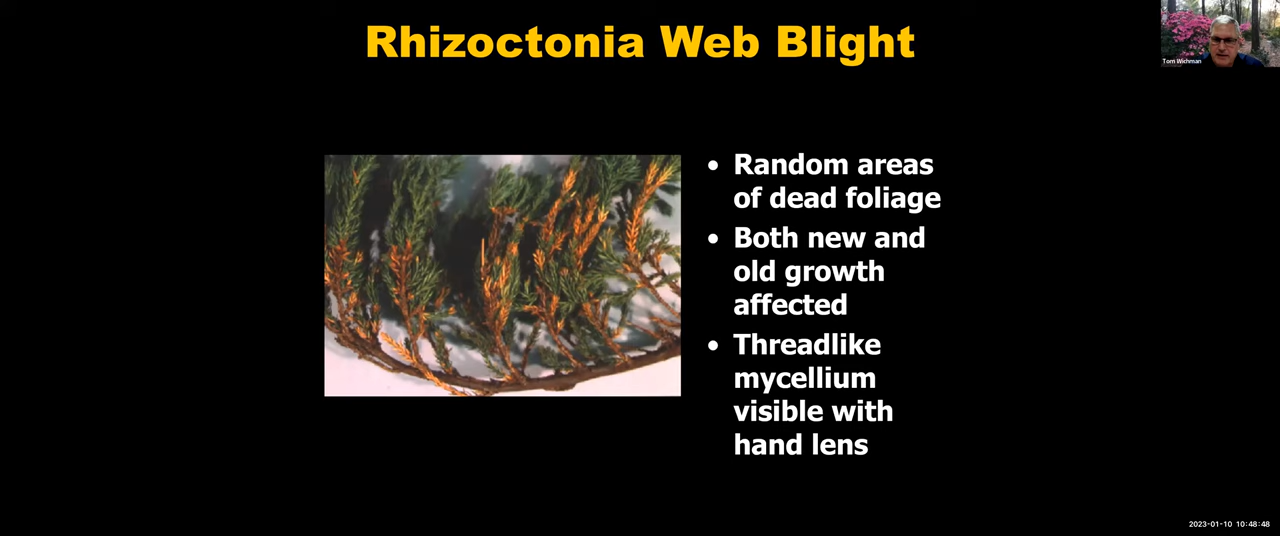 Rhizoctonia Web Blight
Tom Wichman
• Random areas
of dead foliage
• Both new and
old growth
affected
• Threadlike
mycellium
visible with
hand lens
2023-01-10 10:48:48